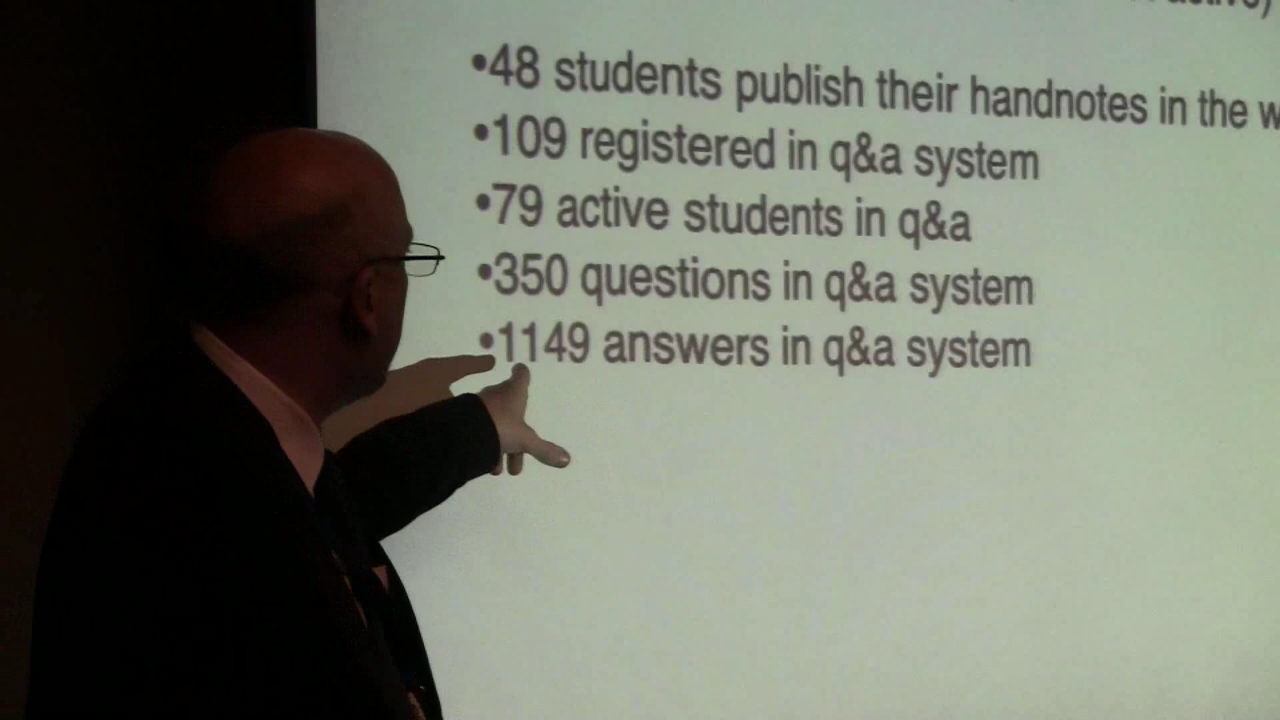 •48 students publish their handnotes in the
•109 registered in q&a system
•79 active students in q&a
•350 questions in q&a system
•1149 answers in q&a system